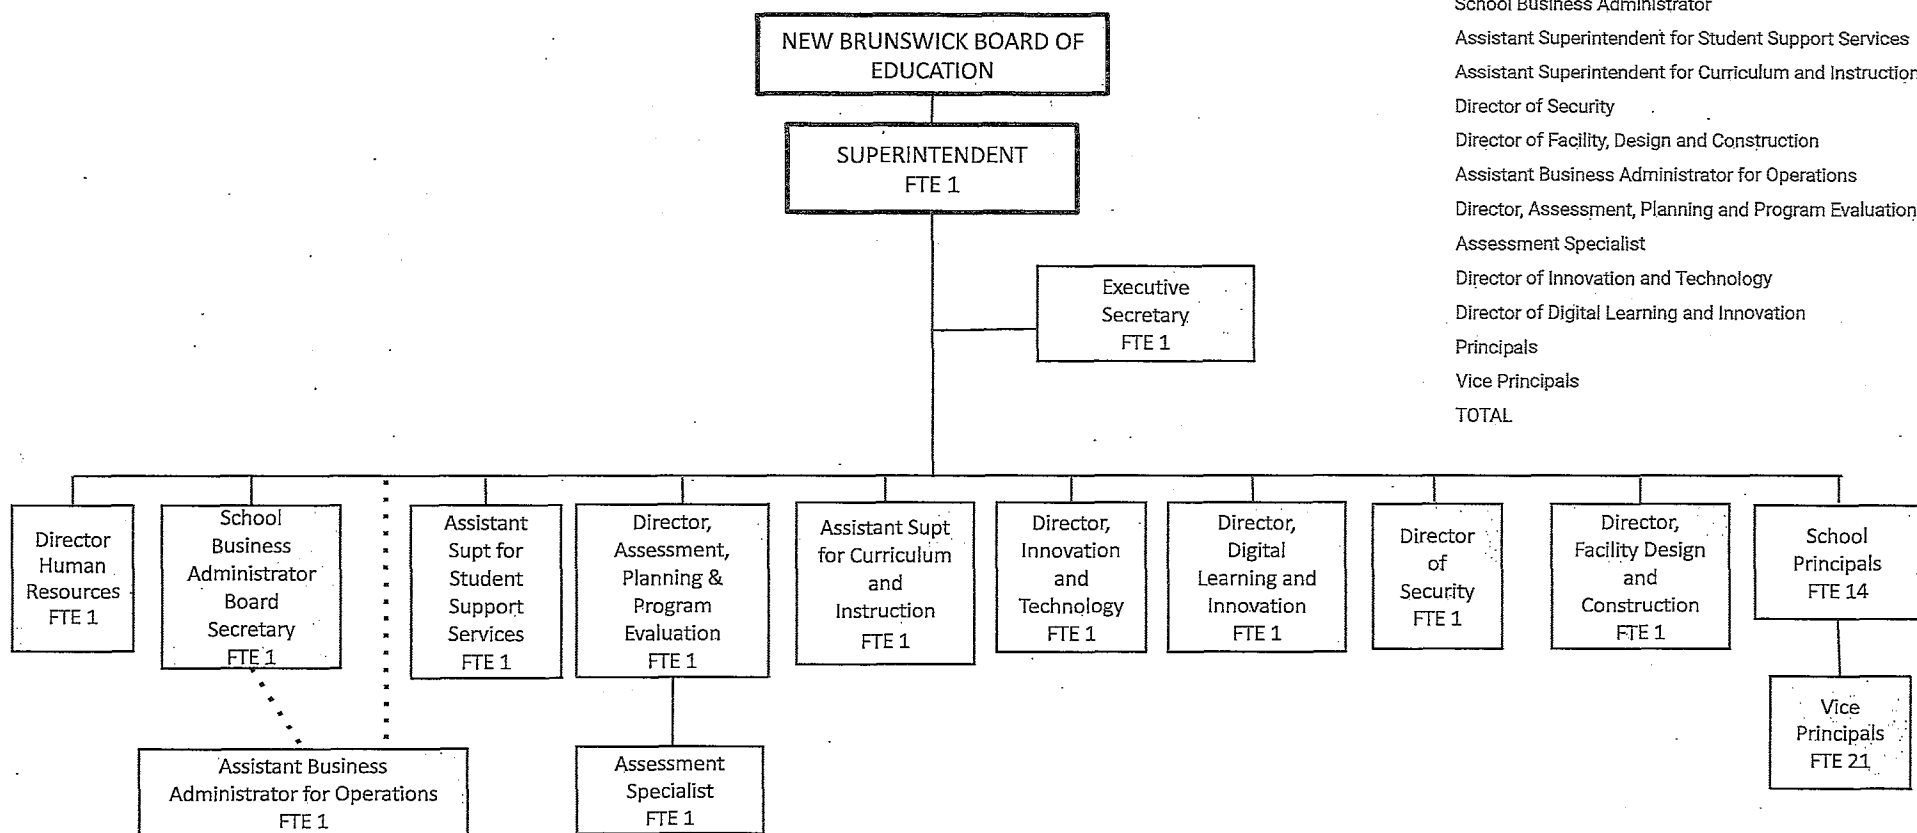 NEW BRUNSWICK BOARD OF
EDUCATION
SUPERINTENDENT
FTE 1
Executive
Secretary
FTE 1
School Business Administrator
Assistant Superintendent for Student Support Services
Assistant Superintendent for Curriculum and Instruction
Director of Security
Director of Facility, Design and Construction
Assistant Business Administrator for Operations
Director, Assessment, Planning and Program Evaluation
Assessment Specialist
Director of Innovation and Technology
Director of Digital Learning and Innovation
Principals
Vice Principals
TOTAL
Director
Human
Resources
FTE 1
School
Business
Administrator
Board
Secretary
FTE 1
Assistant
Supt for
Student
Support
Services
FTE 1
Director,
Assessment,
Planning &
Program
Evaluation
FTE 1
Assistant Supt
for Curriculum
and
Instruction
FTE 1
Director,
Innovation
and
Technology
FTE 1
Director,
Digital
Learning and
Innovation
FTE 1
Director
of
Security
FTE 1
Director,
Facility Design
and
Construction
FTE 1
School
Principals
FTE 14
Vice
Principals
FTE 21
Assistant Business
Administrator for Operations
FTE 1
Assessment
Specialist
FTE 1